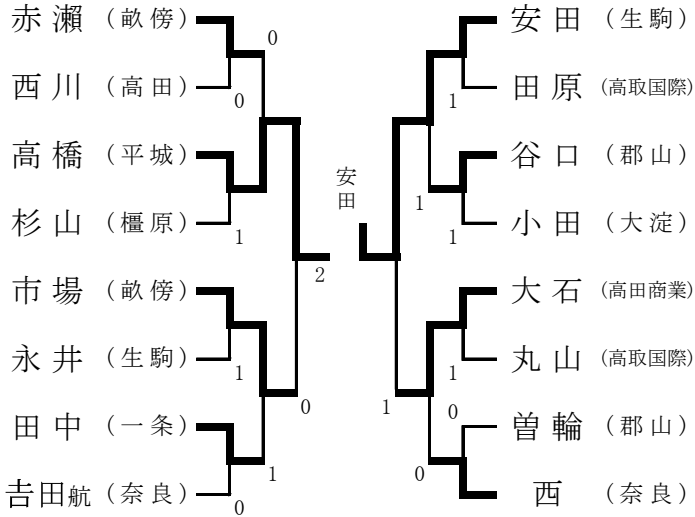 赤瀬 (畝傍)
0
西川 (高田)
0
高橋 (平城)
杉山 (橿原)
1
市場 (畝傍)
2
永井 (生駒)
1
0
田中 (一条)
1
𠮷田航 (奈良)
0
安田
安田 (生駒)
田原 (高取国際)
1
谷口 (郡山)
1
小田 (大淀)
1
大石 (高田商業)
丸山 (高取国際)
1
1
曽輪 (郡山)
0
0
西 (奈良)